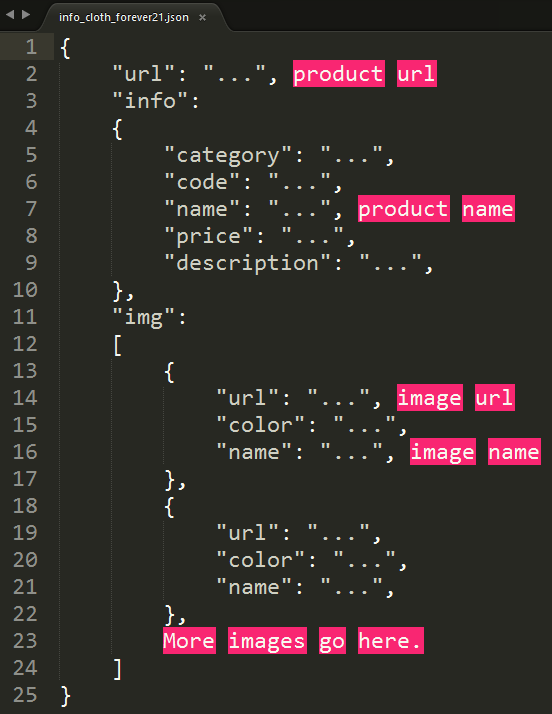 info_cloth_forever21.json ×
1 {
2 "url": "...", product url
3 "info":
4 {
5 "category": "...",
6 "code": "...",
7 "name": "...", product name
8 "price": "...",
9 "description": "...",
10 },
11 "img":
12 [
13 {
14 "url": "...", image url
15 "color": "...",
16 "name": "...", image name
17 },
18 {
19 "url": "...",
20 "color": "...",
21 "name": "...",
22 },
23 More images go here.
24 ]
25 }